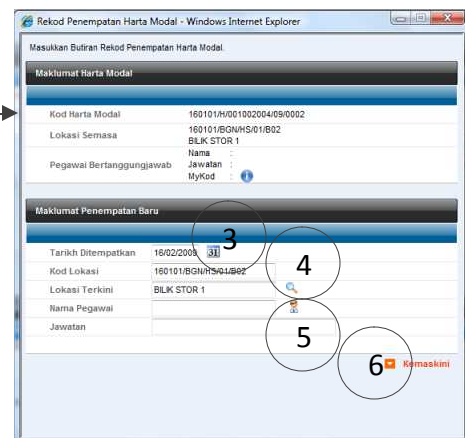 Rekod Penempatan Harta Modal - Windows Internet Explorer
Masukkan Butiran Rekod Penempatan Harta Modal.
Maklumat Harta Modal
Kod Harta Modal 160101/H/001002004/09/0002
Lokasi Semasa 160101/BGN/HS/01/B02
BILIK STOR 1
Pegawai Bertanggungjawab Nama :
Jawatan :
MyKod :
Maklumat Penempatan Baru
3
Tarikh Ditempatkan 16/02/2009 31
4
Kod Lokasi 160101/BGN/HS/01/B02
Lokasi Terkini BILIK STOR 1
Nama Pegawai
5
Jawatan
6 Kemaskini